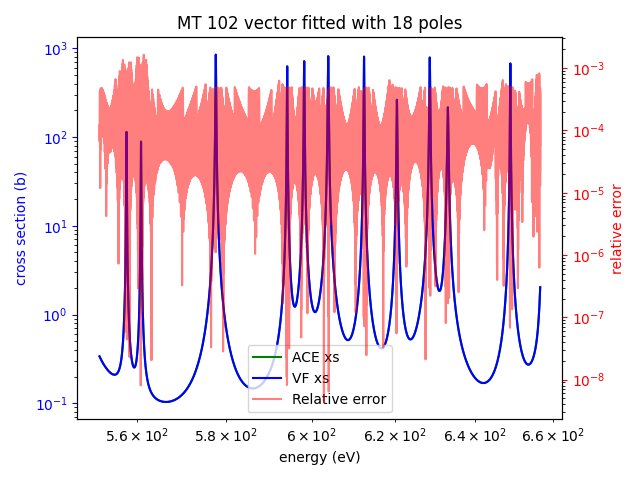 MT 102 vector fitted with 18 poles
10³
10²
10¹
10⁰
10⁻¹
cross section (b)
10⁻³
10⁻⁴
10⁻⁵
10⁻⁶
10⁻⁷
10⁻⁸
relative error
ACE xs
VF xs
Relative error
5.6 × 10² 5.8 × 10² 6 × 10² 6.2 × 10² 6.4 × 10² 6.6 × 10²
energy (eV)